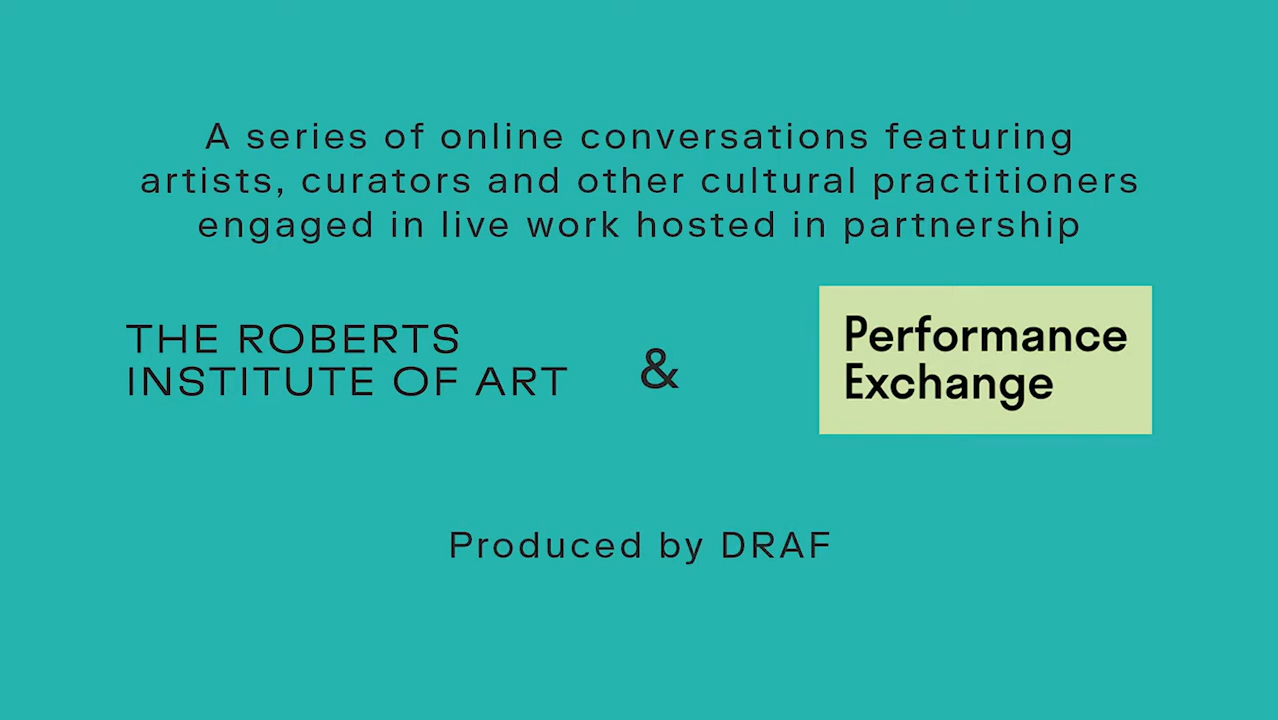 A series of online conversations featuring
artists, curators and other cultural practitioners
engaged in live work hosted in partnership
THE ROBERTS
INSTITUTE OF ART
&
Performance
Exchange
Produced by DRAF